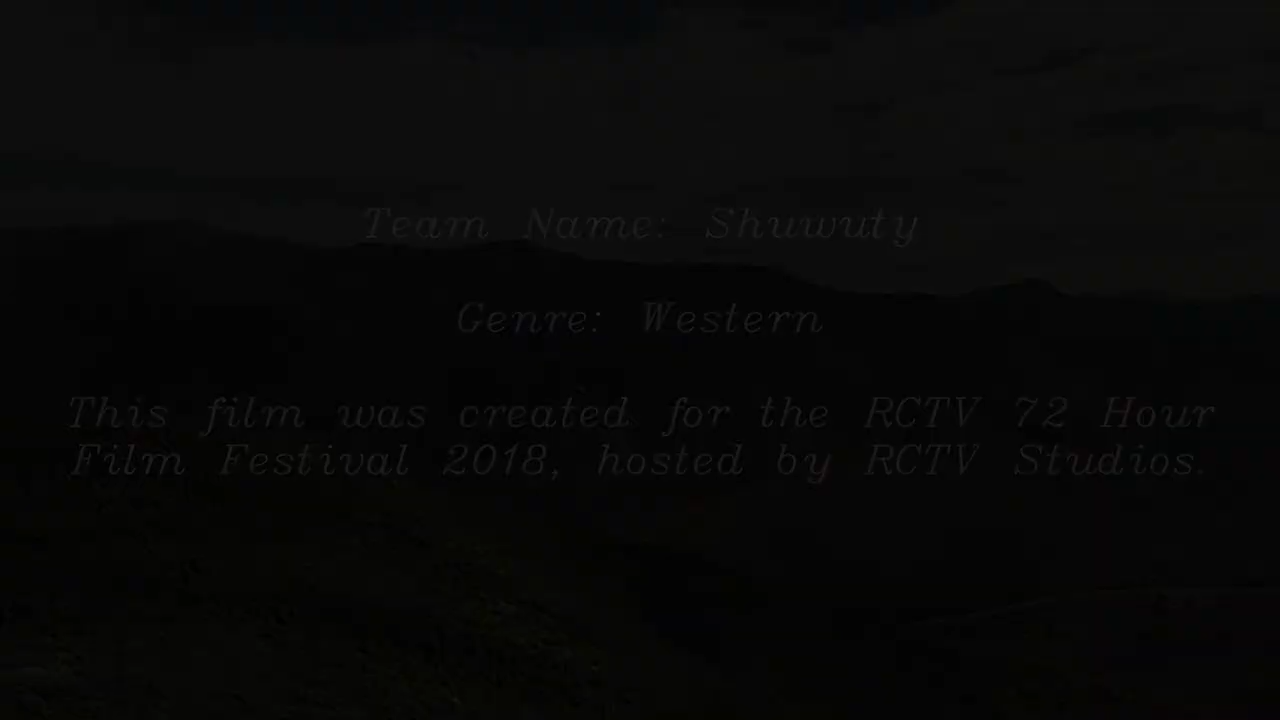 Team Name: Shuwuty
Genre: Western
This film was created for the RCTV 72 Hour
Film Festival 2018, hosted by RCTV Studios.